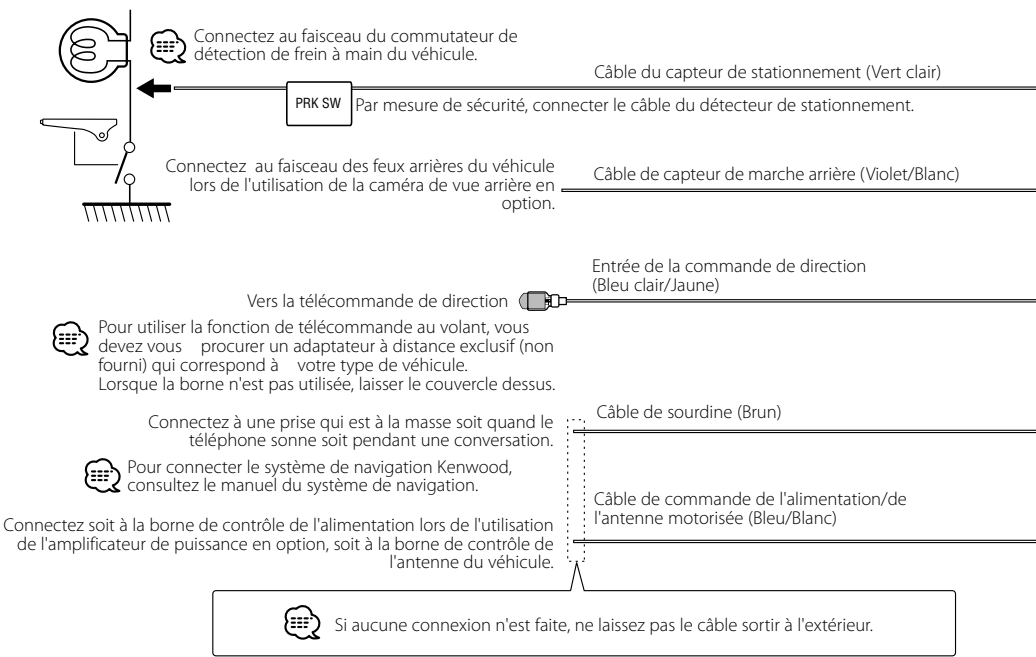 Connectez au faisceau du commutateur de
détection de frein à main du véhicule.
Câble du capteur de stationnement (Vert clair)
PRK SW
Par mesure de sécurité, connecter le câble du détecteur de stationnement.
Connectez au faisceau des feux arrières du véhicule
lors de l'utilisation de la caméra de vue arrière en
option.
Câble de capteur de marche arrière (Violet/Blanc)
Entrée de la commande de direction
(Bleu clair/Jaune)
Vers la télécommande de direction
Pour utiliser la fonction de télécommande au volant, vous
devez vous procurer un adaptateur à distance exclusif (non
fourni) qui correspond à votre type de véhicule.
Lorsque la borne n'est pas utilisée, laisser le couvercle dessus.
Connectez à une prise qui est à la masse soit quand le
téléphone sonne soit pendant une conversation.
Câble de sourdine (Brun)
Pour connecter le système de navigation Kenwood,
consultez le manuel du système de navigation.
Câble de commande de l'alimentation/de
l'antenne motorisée (Bleu/Blanc)
Connectez soit à la borne de contrôle de l'alimentation lors de l'utilisation
de l'amplificateur de puissance en option, soit à la borne de contrôle de
l'antenne du véhicule.
Si aucune connexion n'est faite, ne laissez pas le câble sortir à l'extérieur.